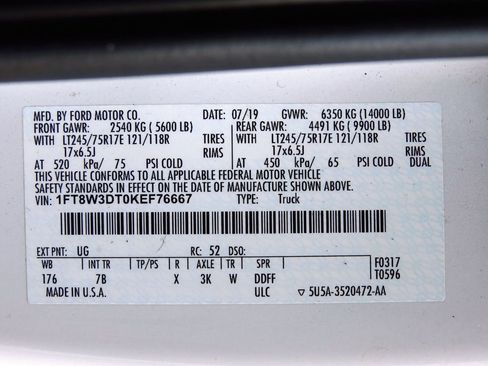 MFD. BY FORD MOTOR CO. 07/19 GVWR: 6350 KG (14000 LB)
FRONT GAWR: 2540 KG ( 5600 LB) REAR GAWR: 4491 KG ( 9900 LB)
WITH LT245/75R17E 121/118R TIRES WITH LT245/75R17E 121/118R TIRES
17x6.5J RIMS 17x6.5J RIMS
AT 520 kPa/ 75 PSI COLD AT 450 kPa/ 65 PSI COLD DUAL
THIS VEHICLE CONFORMS TO ALL APPLICABLE FEDERAL MOTOR VEHICLE
SAFETY STANDARDS IN EFFECT ON THE DATE OF MANUFACTURE SHOWN ABOVE.
VIN: 1FT8W3DT0KEF76667 TYPE: Truck
EXT PNT: UG RC: 52 DSO:
WB INT TR TP/PS R AXLE TR SPR F0317
176 7B X 3K W DDFF T0596
MADE IN U.S.A. ULC ▽ 5U5A-3520472-AA